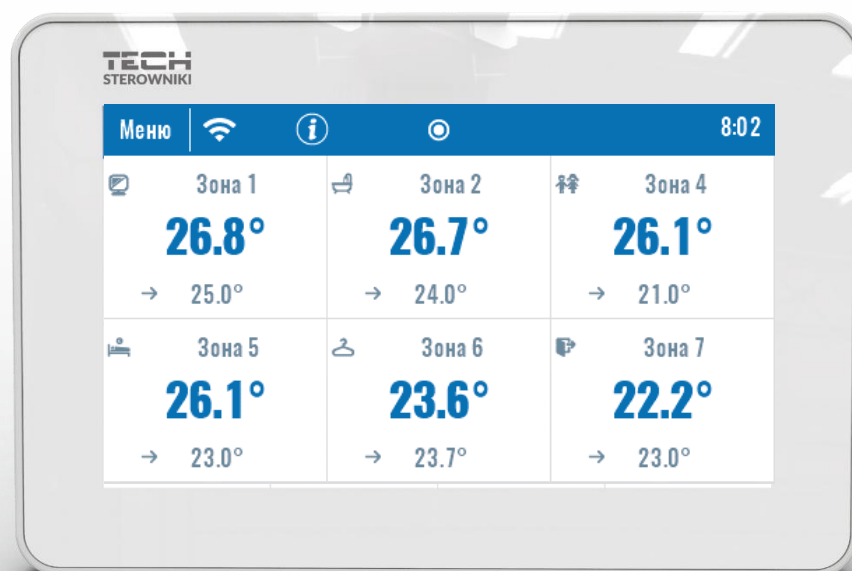 TECH
STEROWNIKI
Меню 8:02
Зона 1 Зона 2 Зона 4
26.8° 26.7° 26.1°
→ 25.0° → 24.0° → 21.0°
Зона 5 Зона 6 Зона 7
26.1° 23.6° 22.2°
→ 23.0° → 23.7° → 23.0°